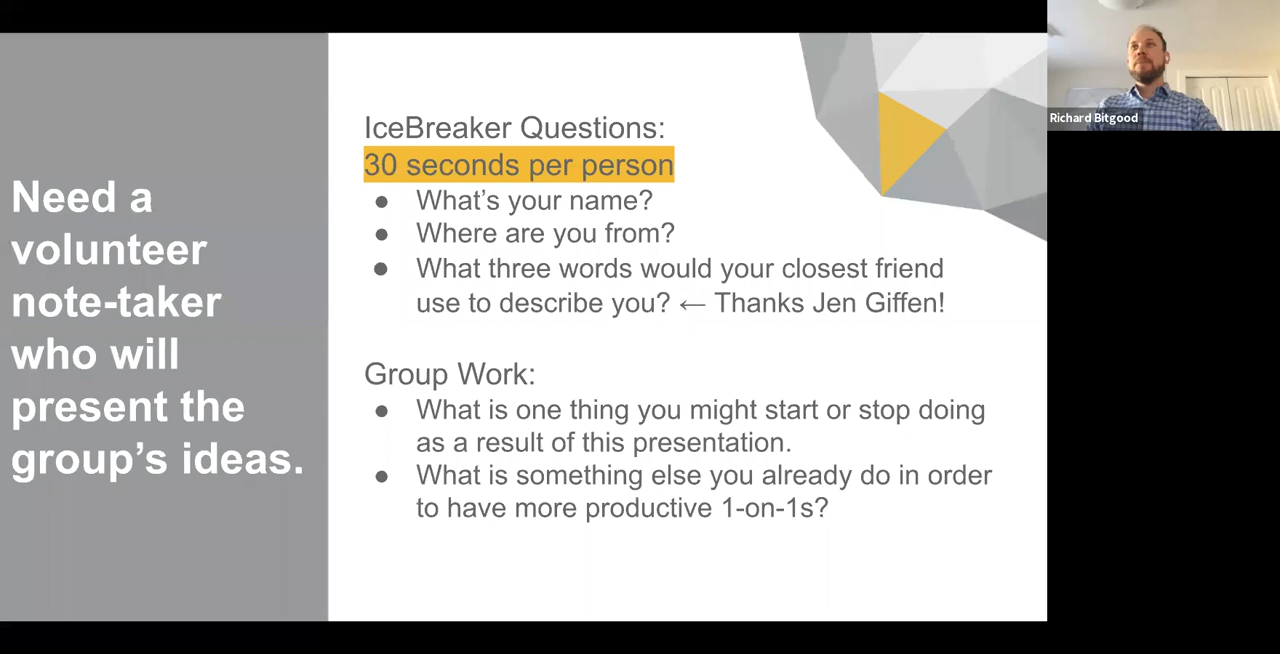 Need a
volunteer
note-taker
who will
present the
group’s ideas.
IceBreaker Questions:
30 seconds per person
● What’s your name?
● Where are you from?
● What three words would your closest friend
use to describe you? ← Thanks Jen Giffen!
Group Work:
● What is one thing you might start or stop doing
as a result of this presentation.
● What is something else you already do in order
to have more productive 1-on-1s?
Richard Bitgood